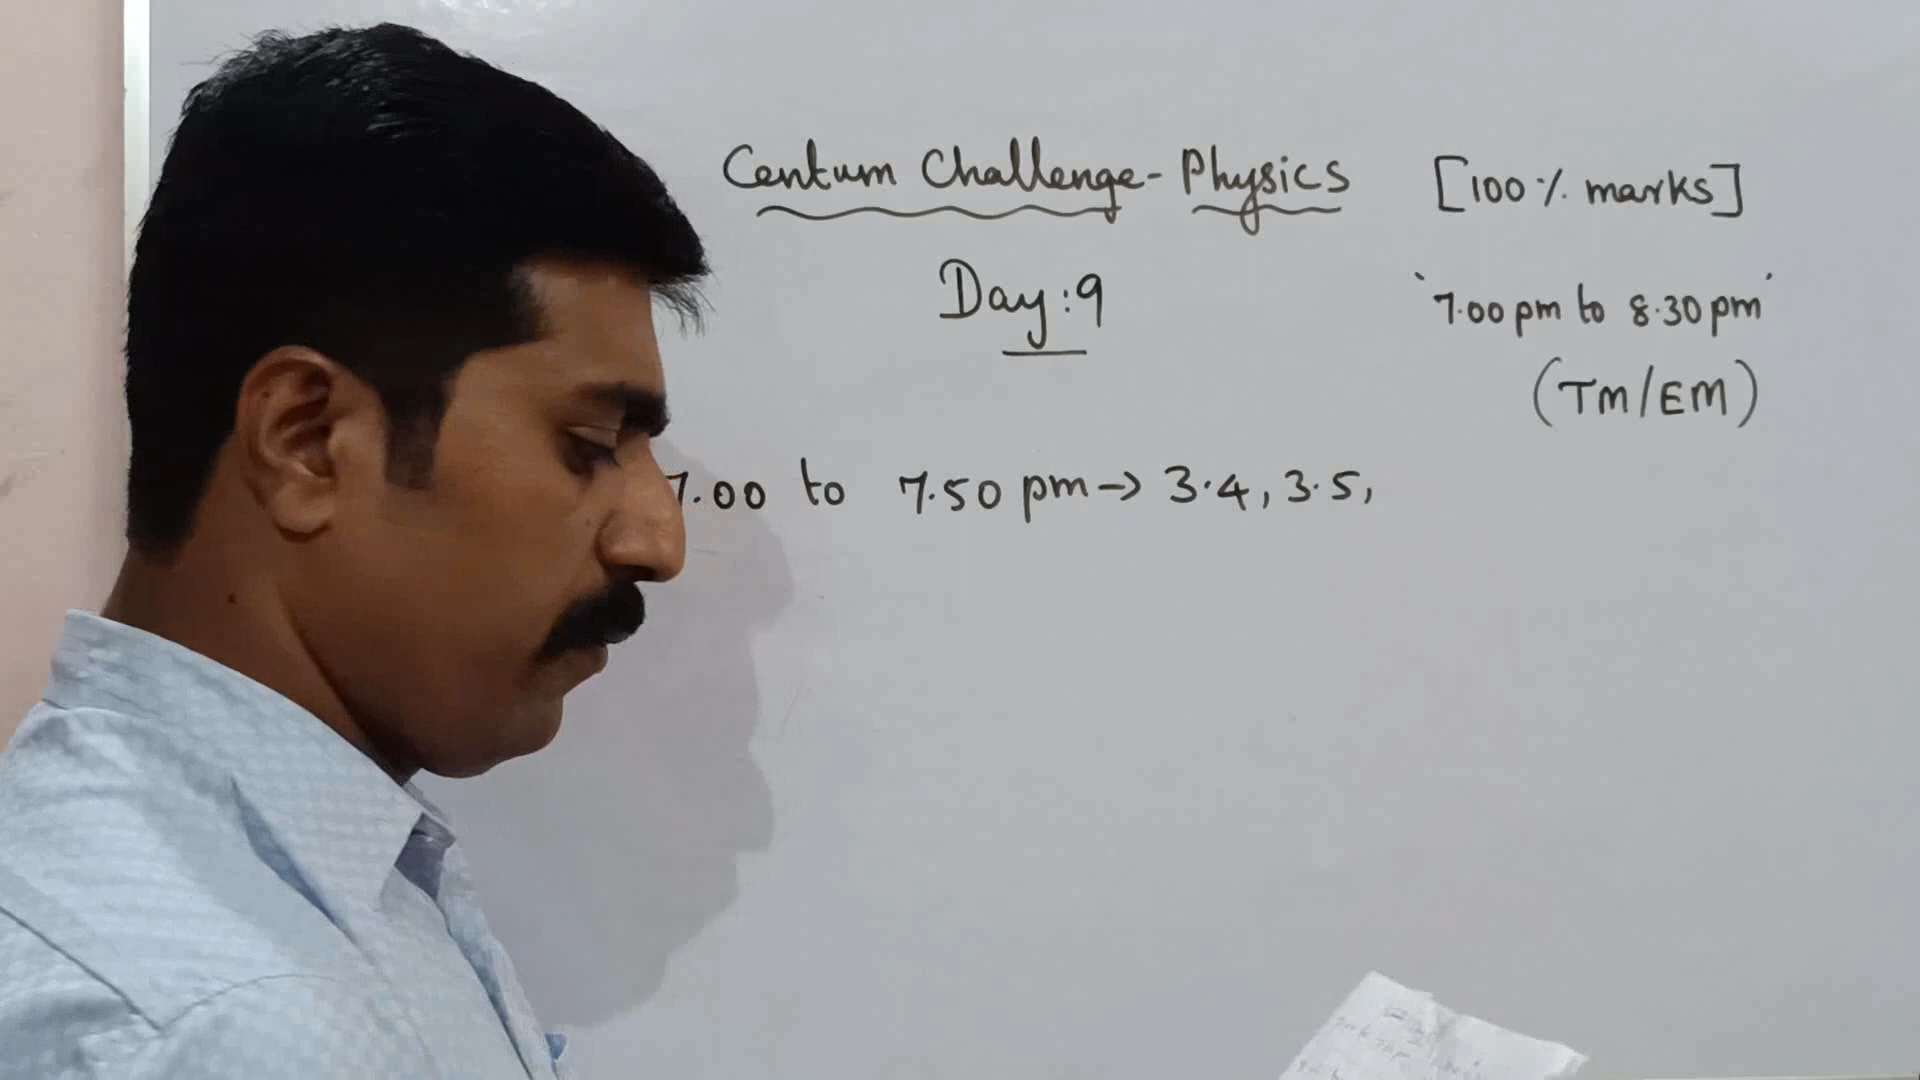 Centum Challenge- Physics [100% marks]
Day:9
7.00 pm to 8.30 pm
(TM/EM)
7.00 to 7.50 pm → 3.4, 3.5,